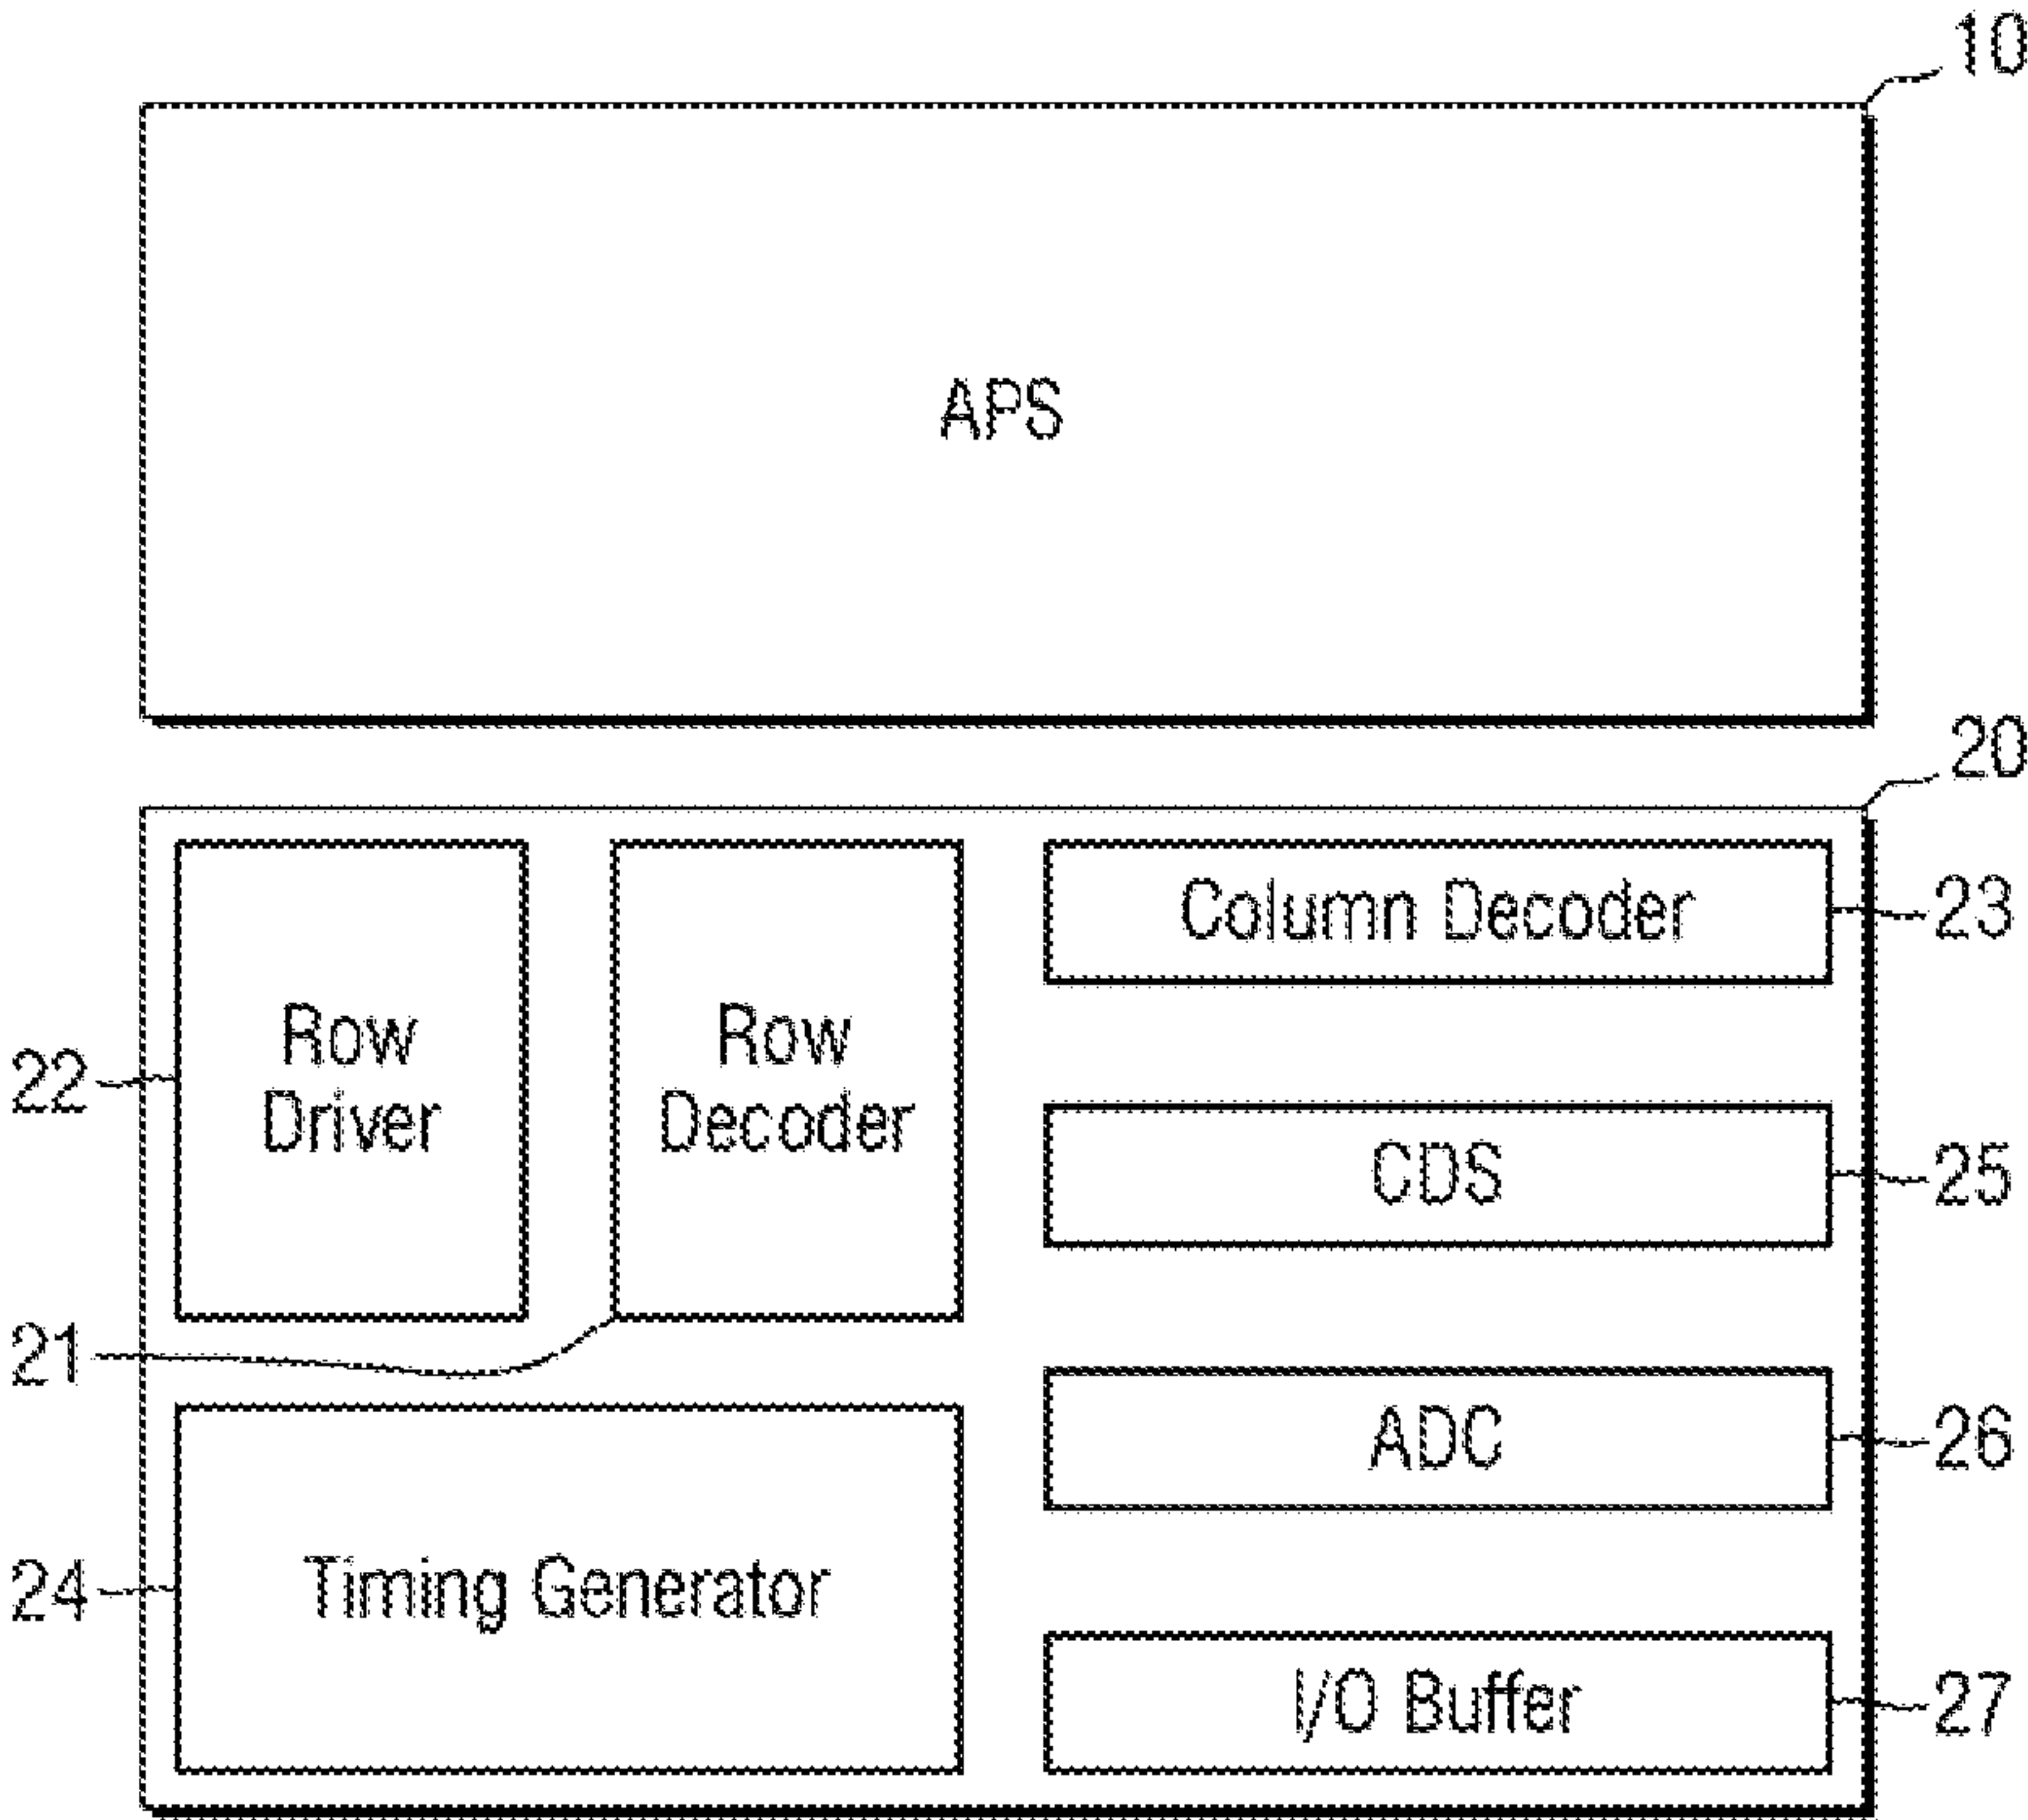 10
APS
20
Row
Driver
Row
Decoder
Column Decoder
23
22
CDS
25
21
ADC
26
24
Timing Generator
I/O Buffer
27